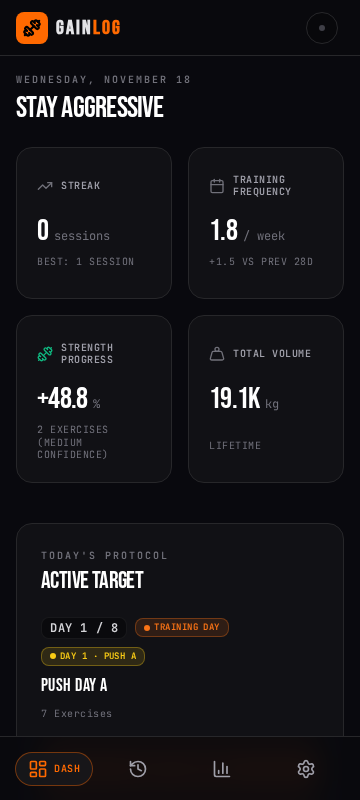 GAINLOG
WEDNESDAY, NOVEMBER 18
STAY AGGRESSIVE
STREAK
0 sessions
BEST: 1 SESSION
TRAINING
FREQUENCY
1.8 / week
+1.5 VS PREV 28D
STRENGTH
PROGRESS
+48.8 %
2 EXERCISES
(MEDIUM
CONFIDENCE)
TOTAL VOLUME
19.1K kg
LIFETIME
TODAY'S PROTOCOL
ACTIVE TARGET
DAY 1 / 8
TRAINING DAY
DAY 1 · PUSH A
PUSH DAY A
7 Exercises
DASH